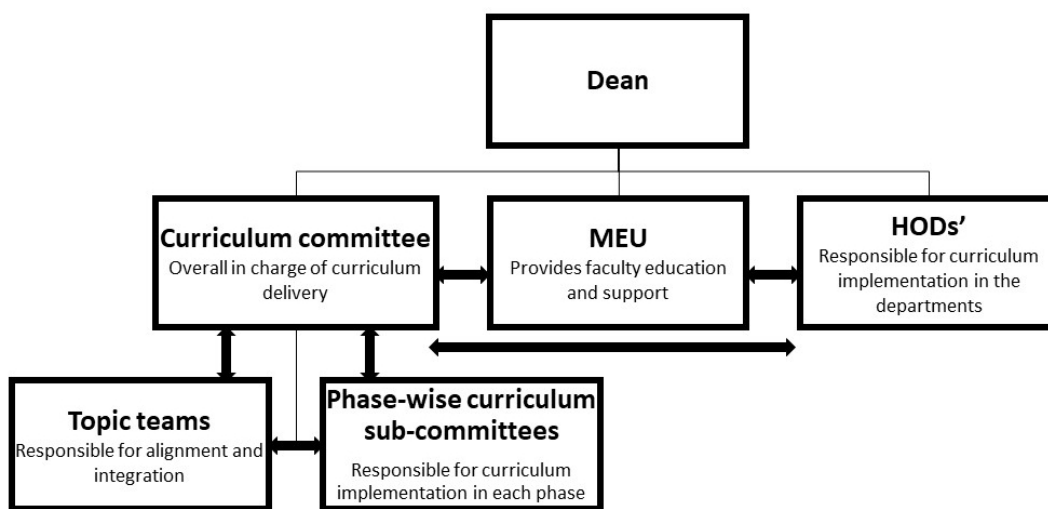 Dean
Curriculum committee
Overall in charge of curriculum
delivery
MEU
Provides faculty education
and support
HODs’
Responsible for curriculum
implementation in the
departments
Topic teams
Responsible for alignment and
integration
Phase-wise curriculum
sub-committees
Responsible for curriculum
implementation in each phase